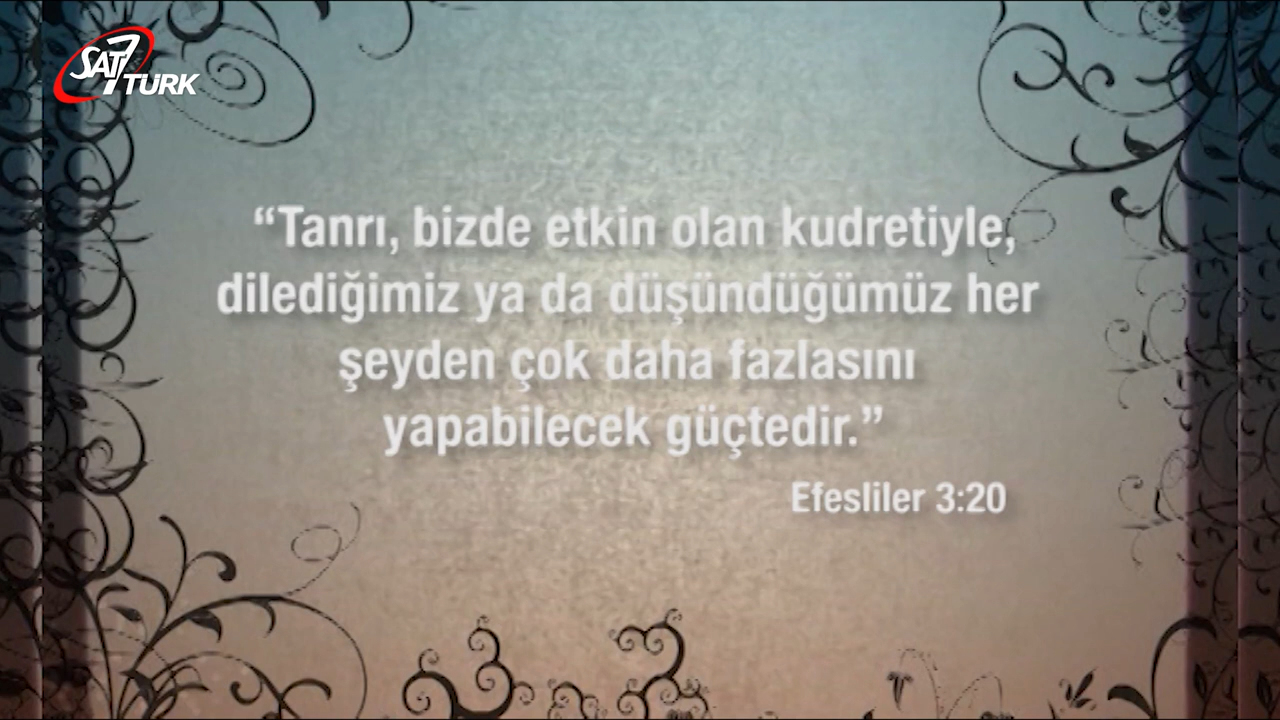 SAT7 TÜRK
“Tanrı, bizde etkin olan kudretiyle,
dilediğimiz ya da düşündüğümüz her
şeyden çok daha fazlasını
yapabilecek güçtedir.”
Efesliler 3:20